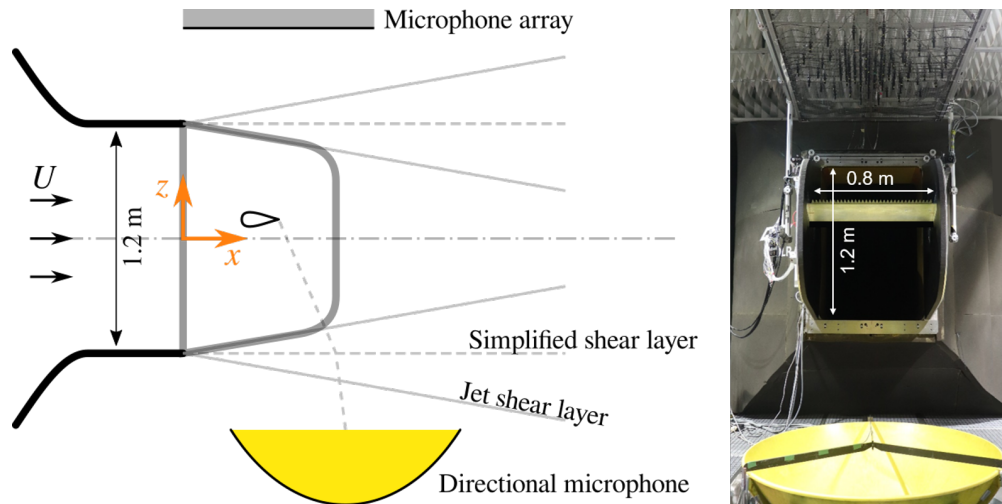 Microphone array
U
1.2 m
z
x
Simplified shear layer
Jet shear layer
Directional microphone
0.8 m
1.2 m